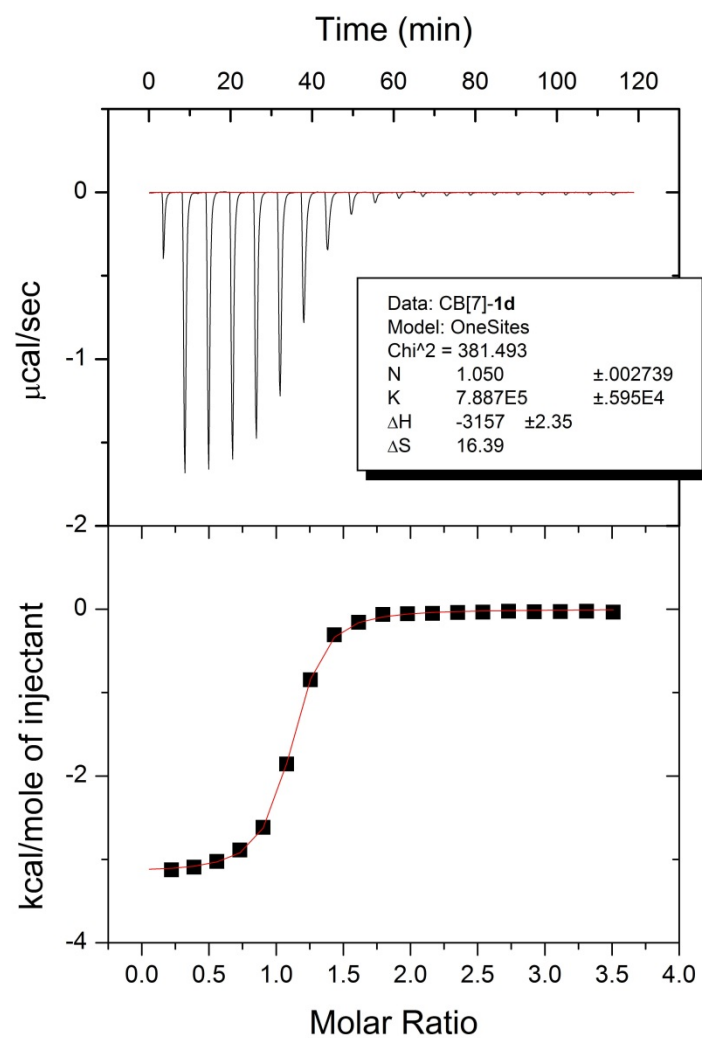 Time (min)
0 20 40 60 80 100 120
0
-1
-2
μcal/sec
Data: CB[7]-1d
Model: OneSites
Chi^2 = 381.493
N 1.050 ±.002739
K 7.887E5 ±.595E4
ΔH -3157 ±2.35
ΔS 16.39
0
-2
-4
kcal/mole of injectant
0.0 0.5 1.0 1.5 2.0 2.5 3.0 3.5 4.0
Molar Ratio